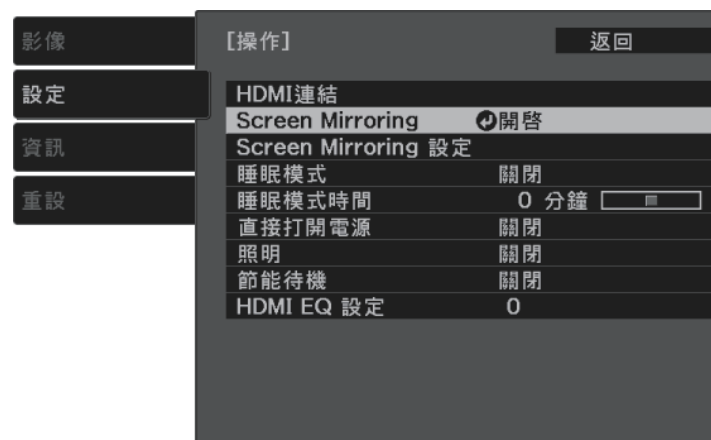 影像
設定
資訊
重設
[操作] 返回
HDMI連結
Screen Mirroring 開啓
Screen Mirroring 設定
睡眠模式 關閉
睡眠模式時間 0 分鐘
直接打開電源 關閉
照明 關閉
節能待機 關閉
HDMI EQ 設定 0